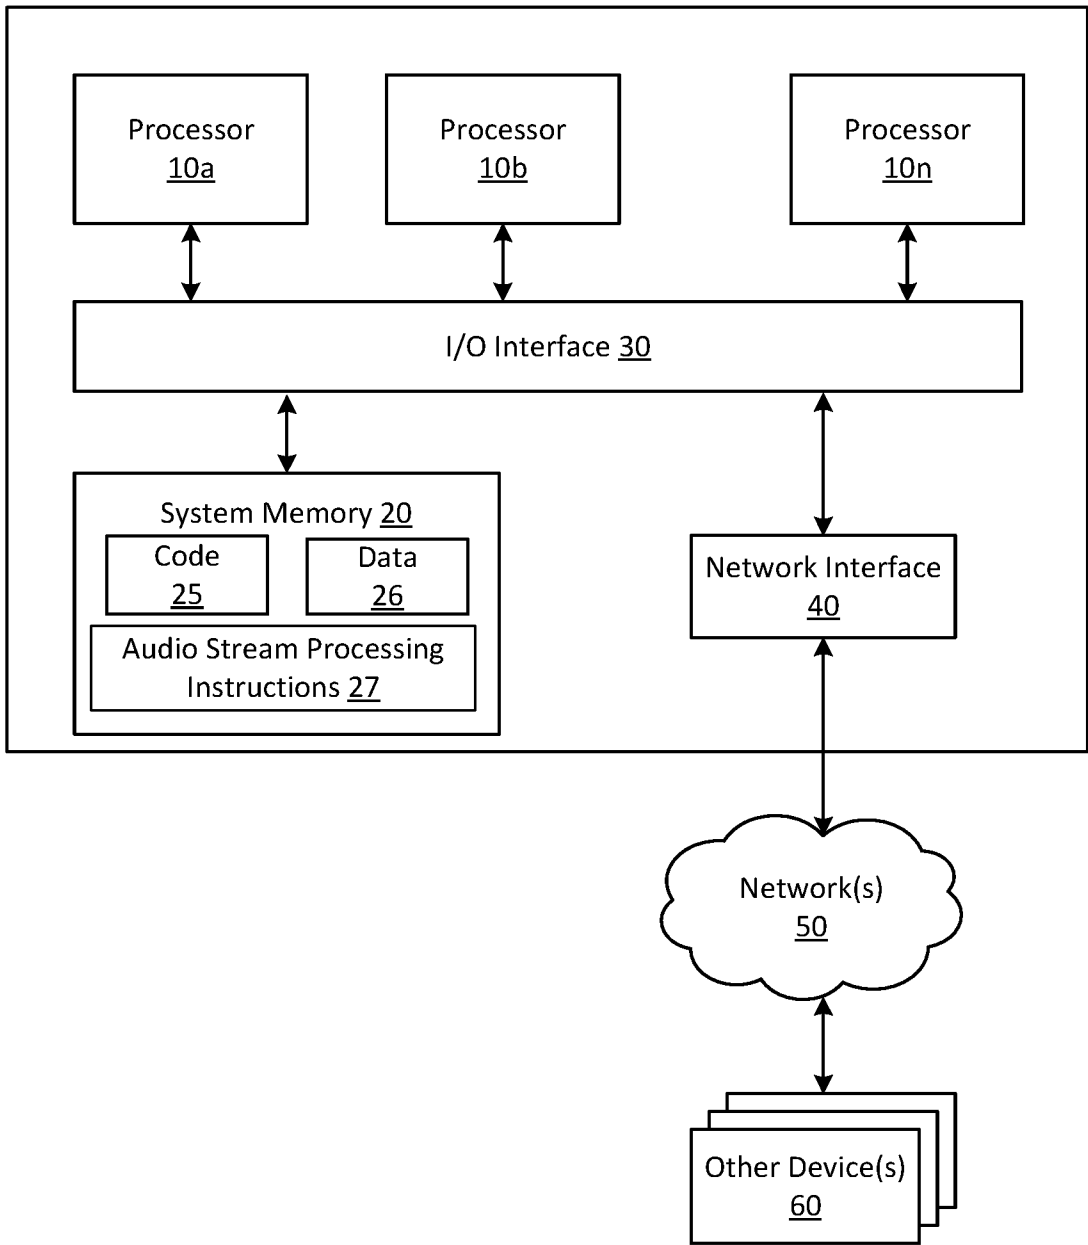 Processor
10a
Processor
10b
Processor
10n
I/O Interface 30
System Memory 20
Code
25
Data
26
Audio Stream Processing
Instructions 27
Network Interface
40
Network(s)
50
Other Device(s)
60